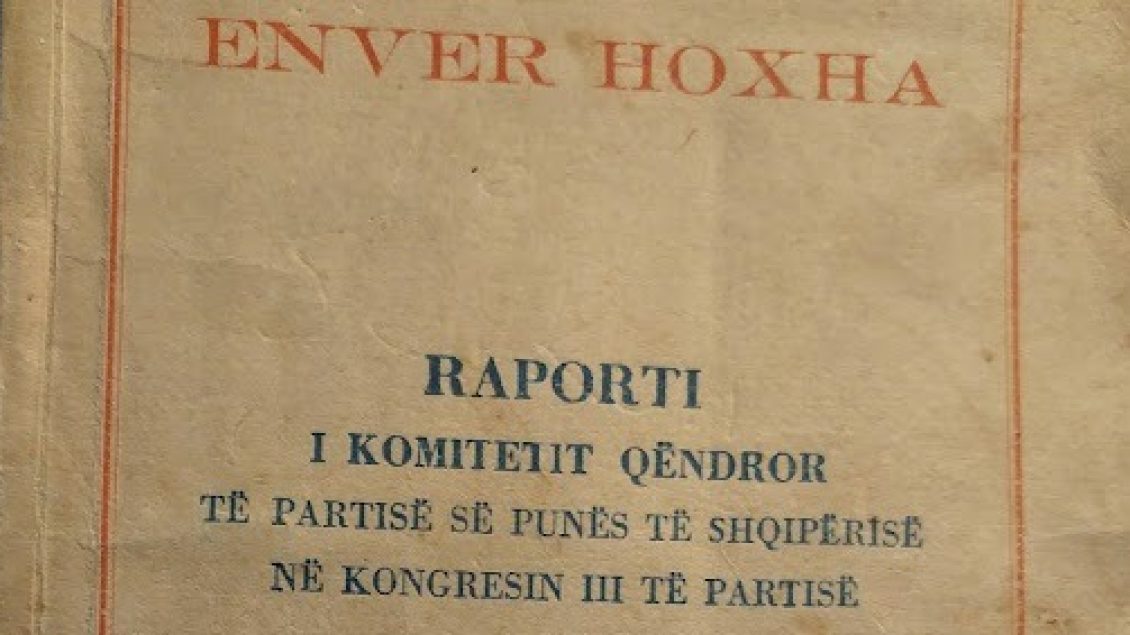 ENVER HOXHA
RAPORTI
I KOMITETIT QËNDROR
TË PARTISË SË PUNËS TË SHQIPËRISË
NË KONGRESIN III TË PARTISË